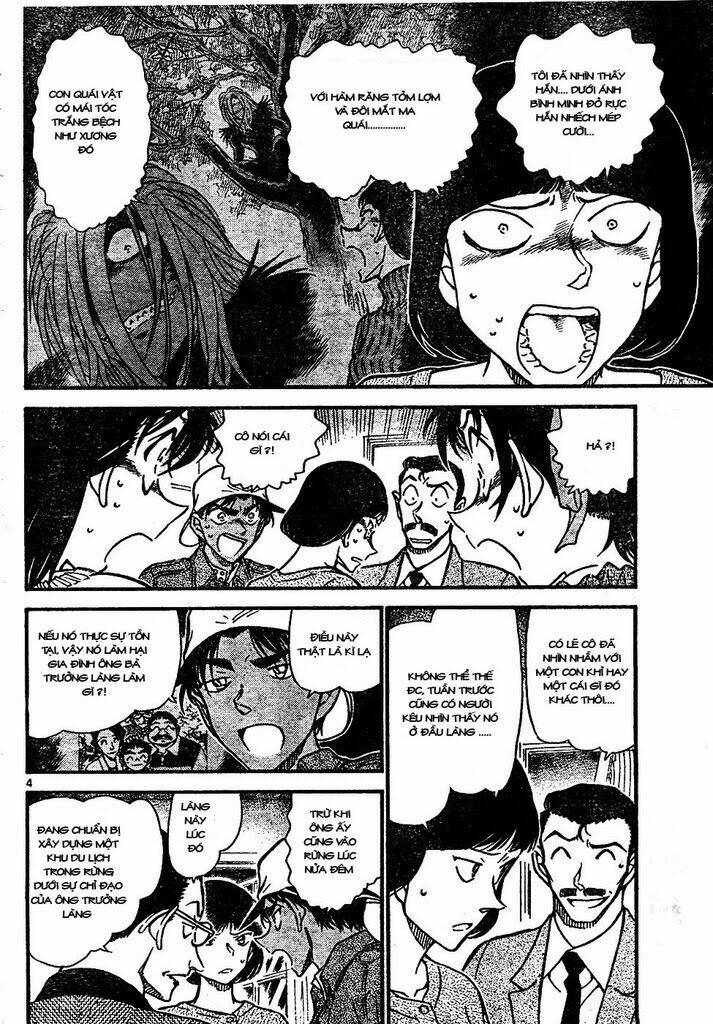 TÔI ĐÃ NHÌN THẤY
HẮN.... DƯỚI ÁNH
BÌNH MINH ĐỎ RỰC
HẮN NHẾCH MÉP
CƯỜI...
VỚI HÀM RĂNG TỞM LỢM
VÀ ĐÔI MẮT MA
QUÁI...............
CON QUÁI VẬT
CÓ MÁI TÓC
TRẮNG BỆCH
NHƯ XƯƠNG
ĐÓ
HẢ ?!
CÔ NÓI CÁI
GÌ ?!
CÓ LẼ CÔ ĐÃ
NHÌN NHẦM VỚI
MỘT CON KHỈ HAY
MỘT CÁI GÌ ĐÓ
KHÁC THÔI....
KHÔNG THỂ THẾ
ĐC, TUẦN TRƯỚC
CŨNG CÓ NGƯỜI
KÊU NHÌN THẤY NÓ
Ở ĐẦU LÀNG .....
ĐIỀU NÀY
THẬT LÀ KÌ LẠ
NẾU NÓ THỰC SỰ TỒN
TẠI, VẬY NÓ LÀM HẠI
GIA ĐÌNH ÔNG BÀ
TRƯỞNG LÀNG LÀM
GÌ ?!
4
TRỪ KHI
ÔNG ẤY
CŨNG VÀO
RỪNG LÚC
NỬA ĐÊM
LÀNG
NÀY LÚC
ĐÓ
ĐANG CHUẨN BỊ
XÂY DỰNG MỘT
KHU DU LỊCH
TRONG RỪNG
DƯỚI SỰ CHỈ ĐẠO
CỦA ÔNG TRƯỞNG
LÀNG